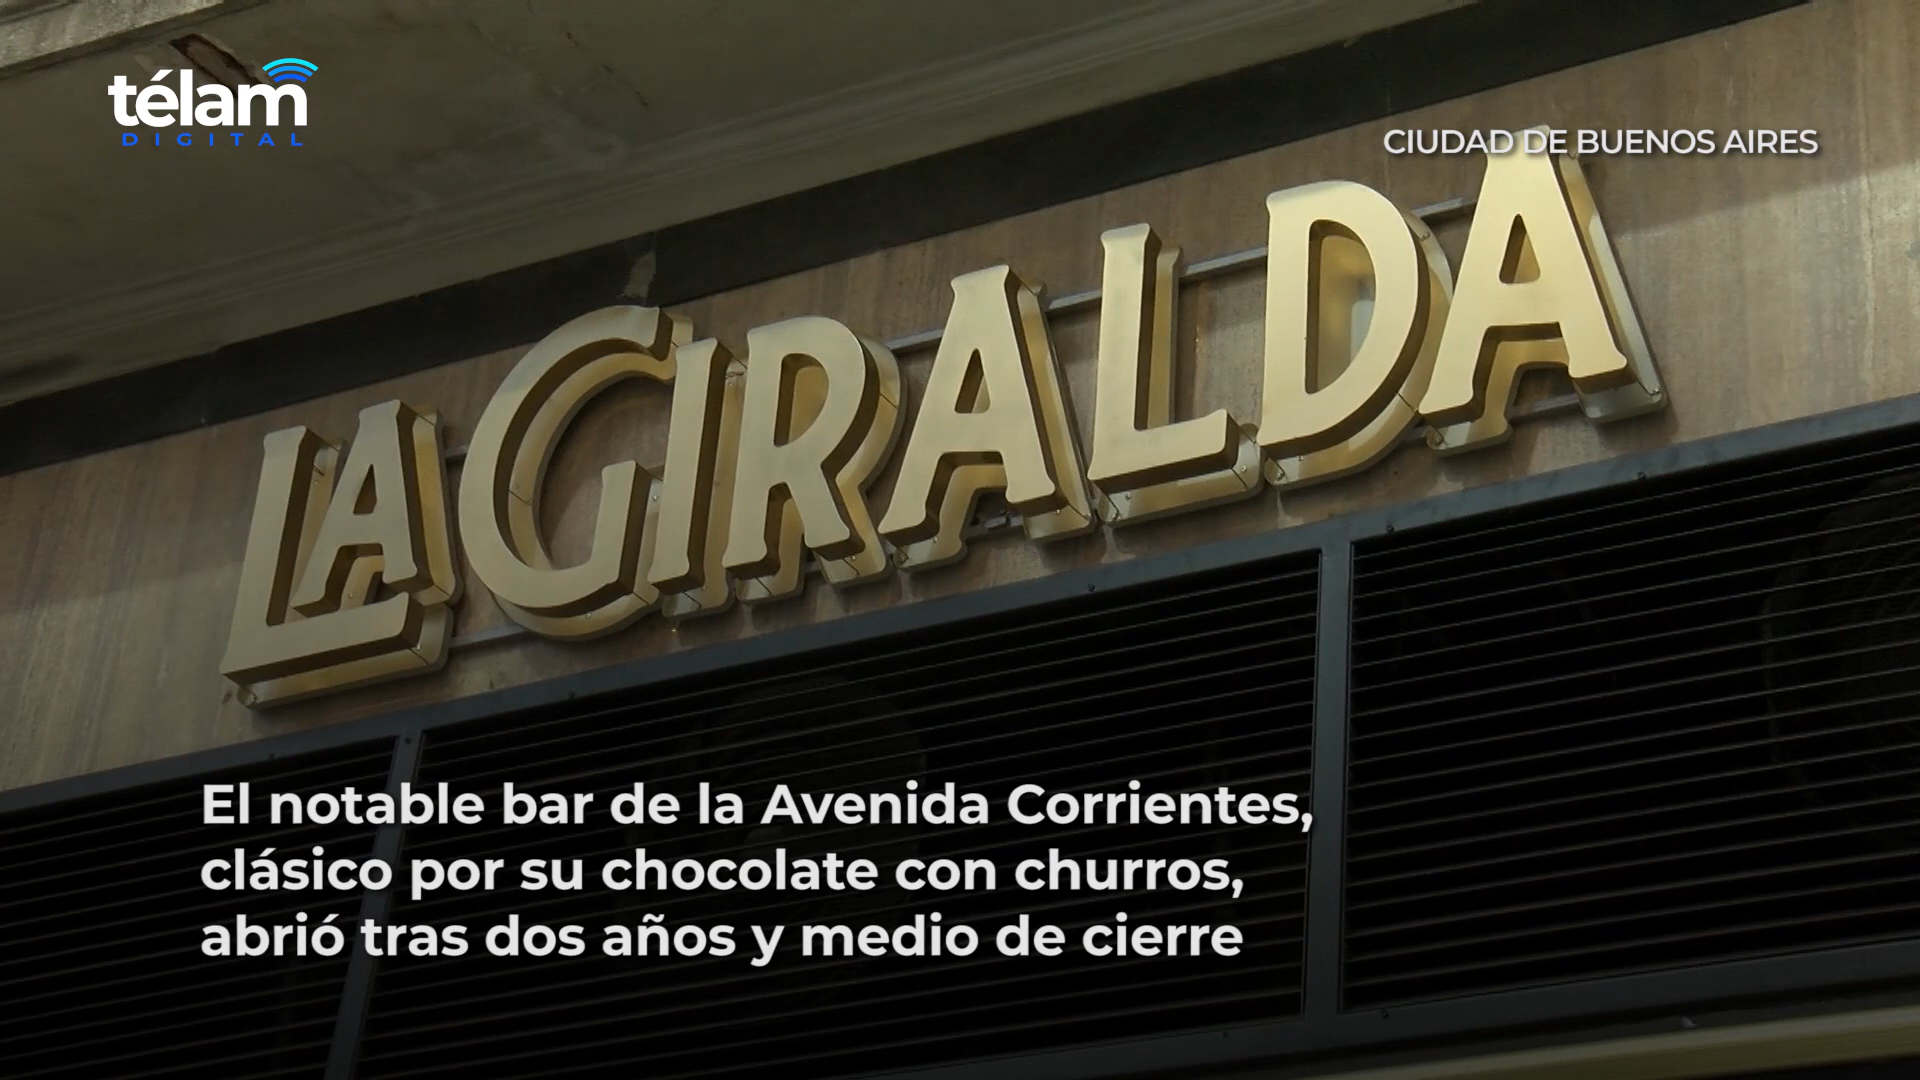 télam
DIGITAL
CIUDAD DE BUENOS AIRES
LA GIRALDA
El notable bar de la Avenida Corrientes,
clásico por su chocolate con churros,
abrió tras dos años y medio de cierre